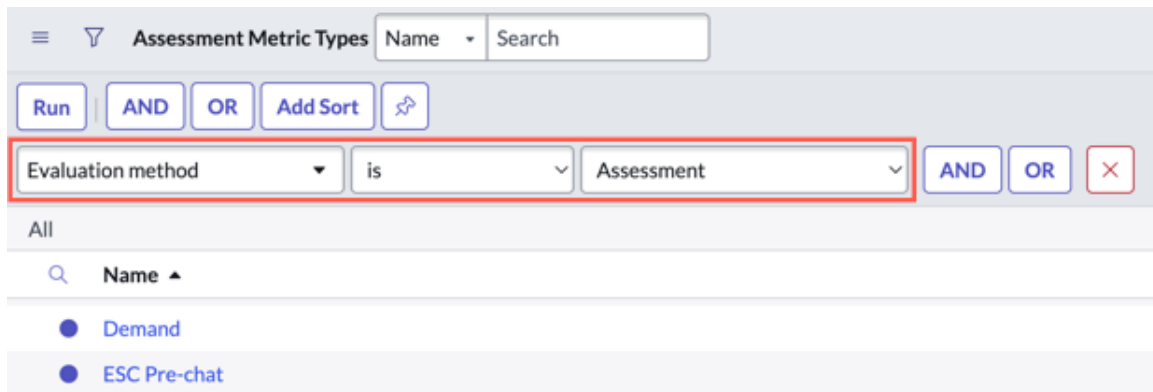 Assessment Metric Types Name Search
Run AND OR Add Sort
Evaluation method is Assessment AND OR
All
Name
Demand
ESC Pre-chat